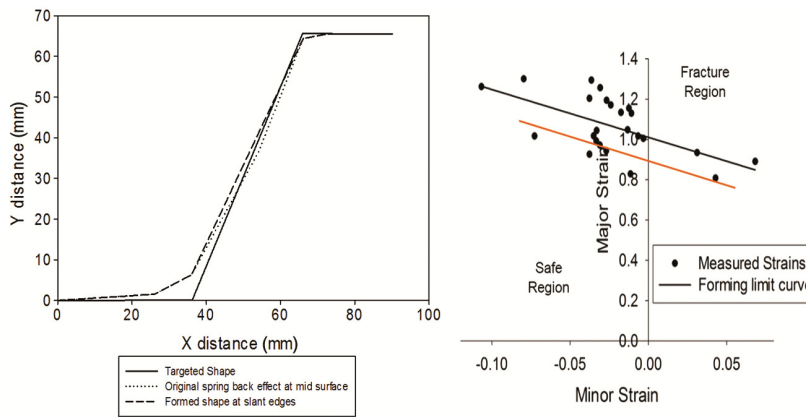 70
60
50
40
30
20
10
0
Y distance (mm)
0 20 40 60 80 100
X distance (mm)
Targeted Shape
Original spring back effect at mid surface
Formed shape at slant edges
1.4
1.2
1.0
0.8
0.6
0.4
0.2
0.0
Major Strain
Fracture
Region
Safe
Region
Measured Strains
Forming limit curve
-0.10 -0.05 0.00 0.05
Minor Strain